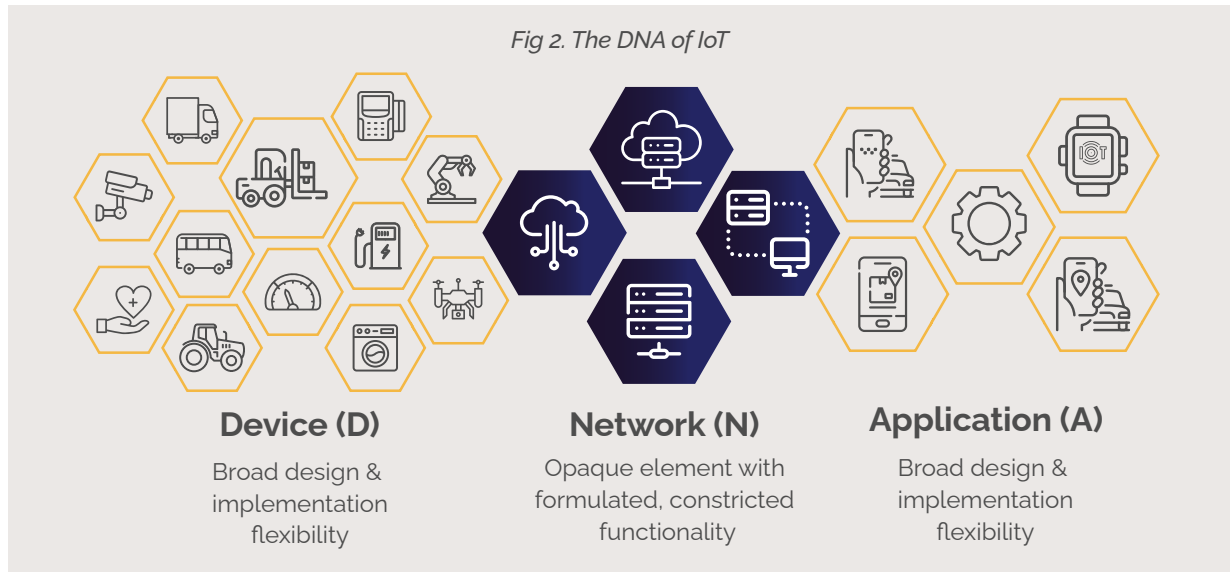 Fig 2. The DNA of IoT
IOT
Device (D)
Broad design &
implementation
flexibility
Network (N)
Opaque element with
formulated, constricted
functionality
Application (A)
Broad design &
implementation
flexibility